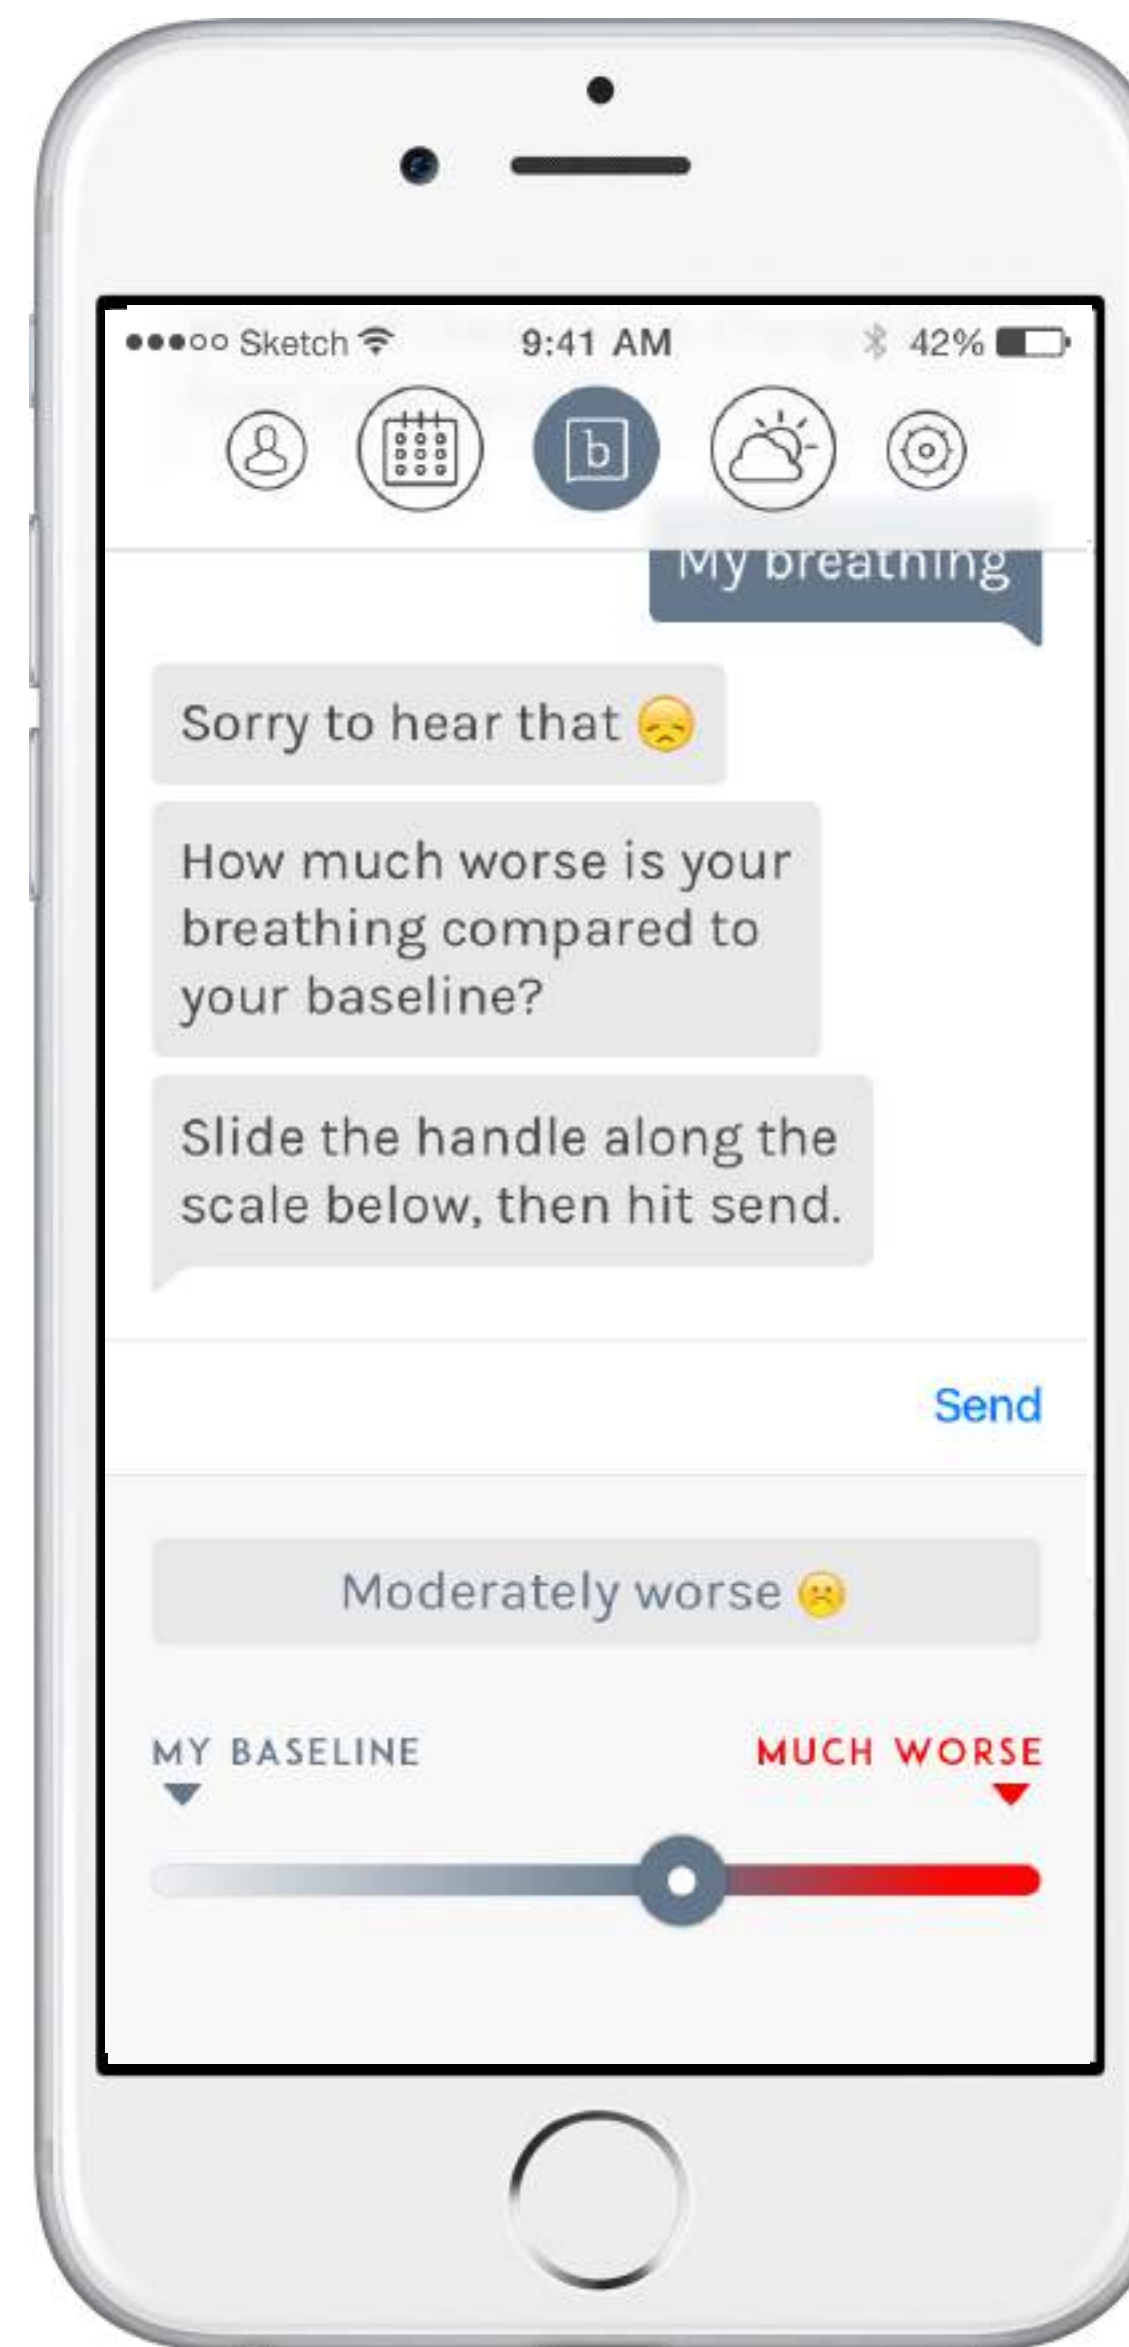 Sketch 9:41 AM 42%
b
My breathing
Sorry to hear that 😞
How much worse is your
breathing compared to
your baseline?
Slide the handle along the
scale below, then hit send.
Send
Moderately worse ☹️
MY BASELINE MUCH WORSE